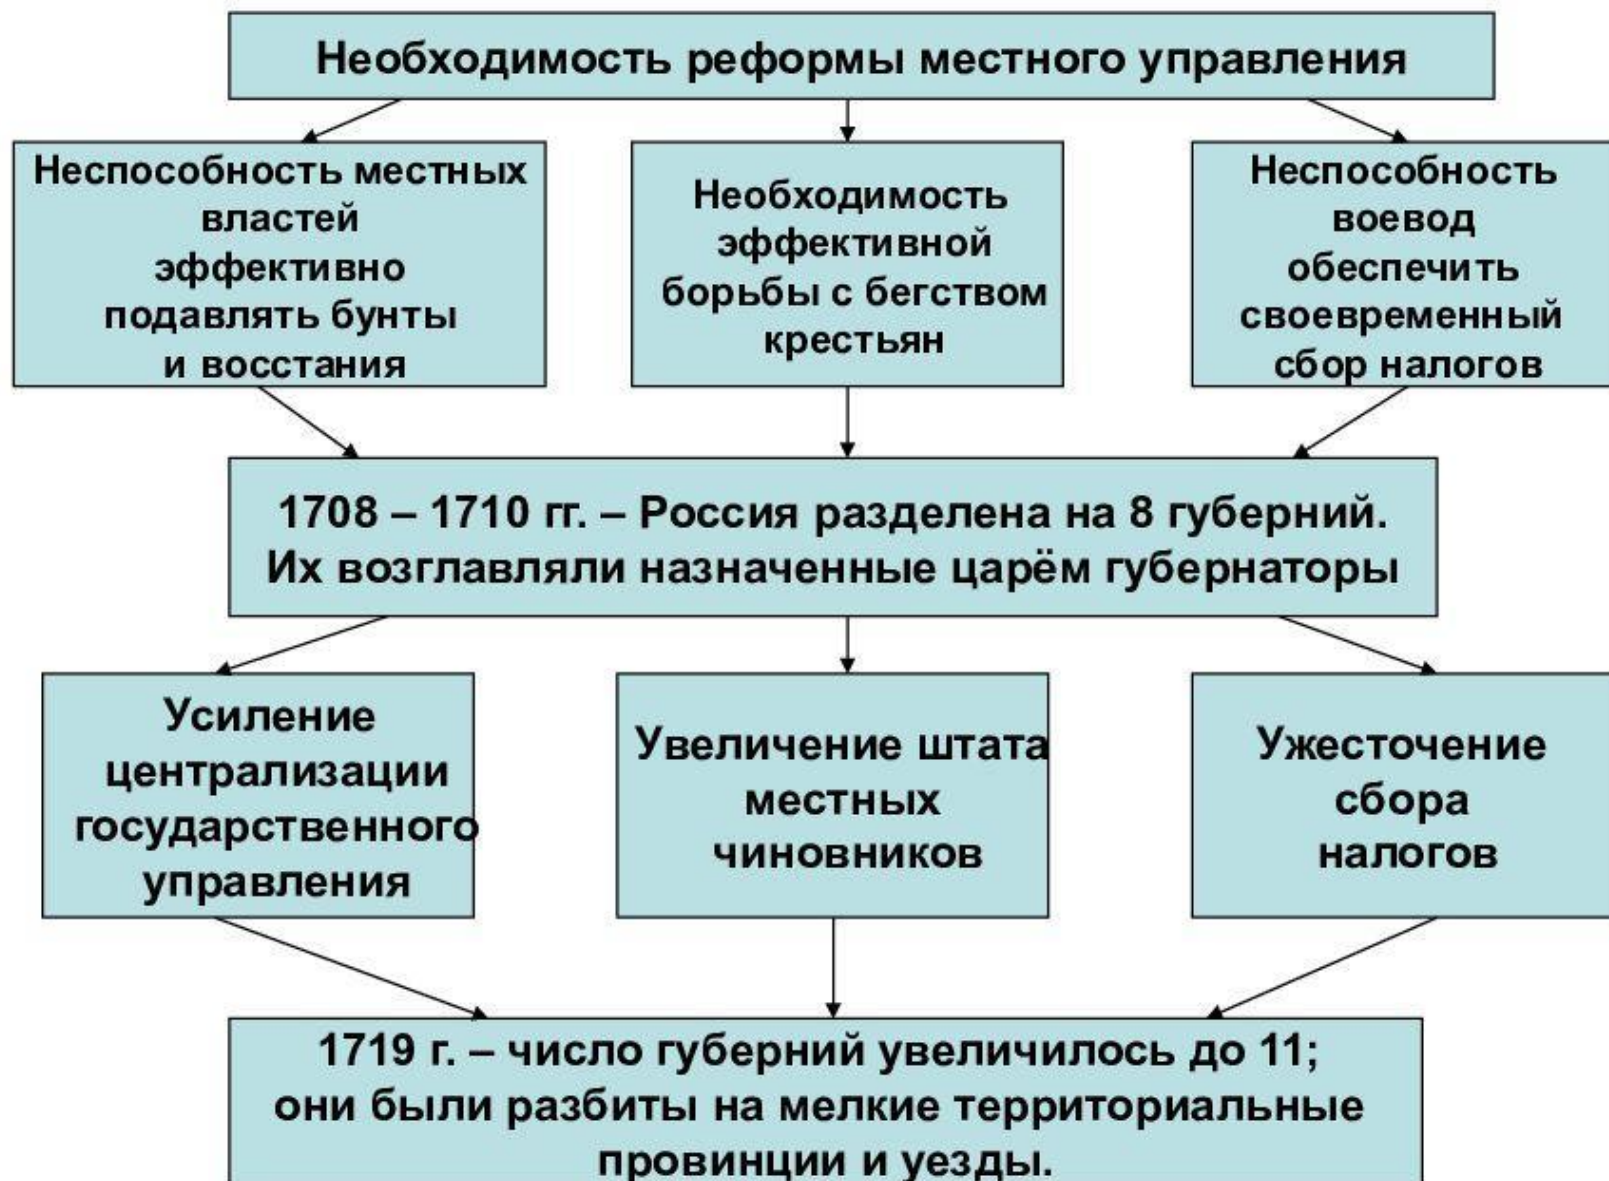 Необходимость реформы местного управления
Неспособность местных
властей
эффективно
подавлять бунты
и восстания
Необходимость
эффективной
борьбы с бегством
крестьян
Неспособность
воевод
обеспечить
своевременный
сбор налогов
1708 – 1710 гг. – Россия разделена на 8 губерний.
Их возглавляли назначенные царём губернаторы
Усиление
централизации
государственного
управления
Увеличение штата
местных
чиновников
Ужесточение
сбора
налогов
1719 г. – число губерний увеличилось до 11;
они были разбиты на мелкие территориальные
провинции и уезды.